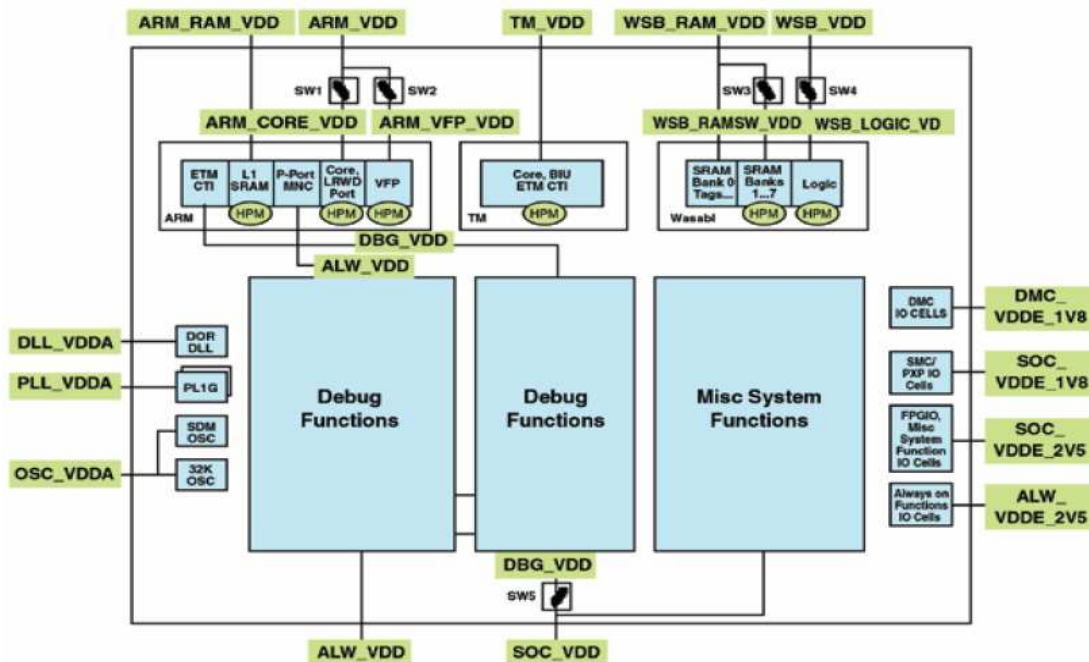 ARM_RAM_VDD
ARM_VDD
TM_VDD
WSB_RAM_VDD
WSB_VDD
SW1
SW2
SW3
SW4
ARM_CORE_VDD
ARM_VFP_VDD
WSB_RAMSW_VDD
WSB_LOGIC_VD
ETM
CTI
L1
SRAM
P-Port
MNC
Core,
LRWD
Port
VFP
HPM
HPM
HPM
ARM
Core, BIU
ETM CTI
HPM
TM
SRAM
Bank 0
Tags...
SRAM
Banks
1...7
Logic
HPM
HPM
Wasabl
DBG_VDD
ALW_VDD
DLL_VDDA
DOR
DLL
PLL_VDDA
PL1G
SDM
OSC
OSC_VDDA
32K
OSC
Debug
Functions
Debug
Functions
Misc System
Functions
DMC
IO CELLS
DMC_
VDDE_1V8
SMC/
PXP IO
Cells
SOC_
VDDE_1V8
FPGIO,
Misc
System
Function
IO Cells
SOC_
VDDE_2V5
Always on
Functions
IO Cells
ALW_
VDDE_2V5
DBG_VDD
SW5
ALW_VDD
SOC_VDD